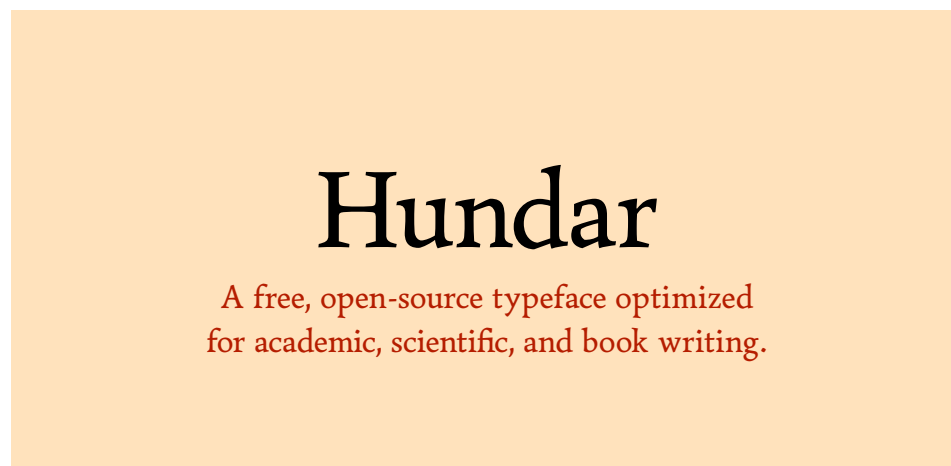 Hundar
A free, open-source typeface optimized
for academic, scientific, and book writing.